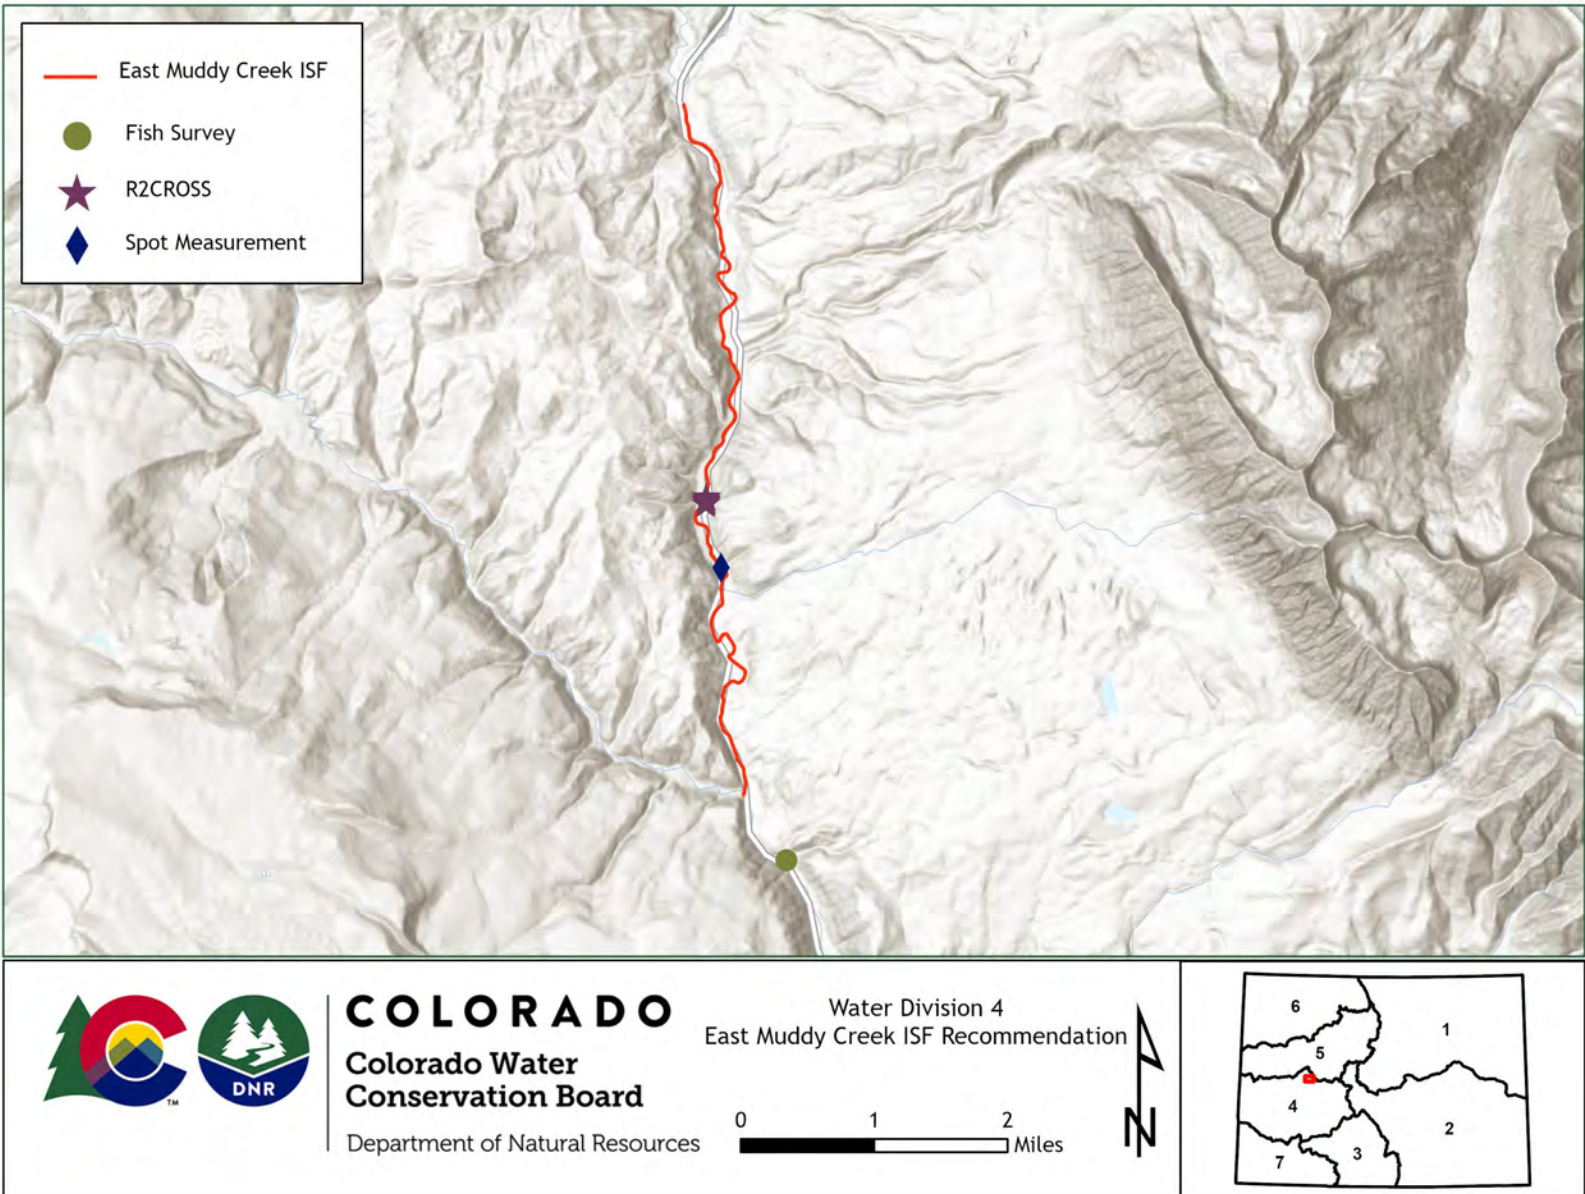 East Muddy Creek ISF
Fish Survey
R2CROSS
Spot Measurement
DNR
TM
COLORADO
Colorado Water
Conservation Board
Department of Natural Resources
Water Division 4
East Muddy Creek ISF Recommendation
0 1 2
Miles
N
6
1
5
4
2
3
7